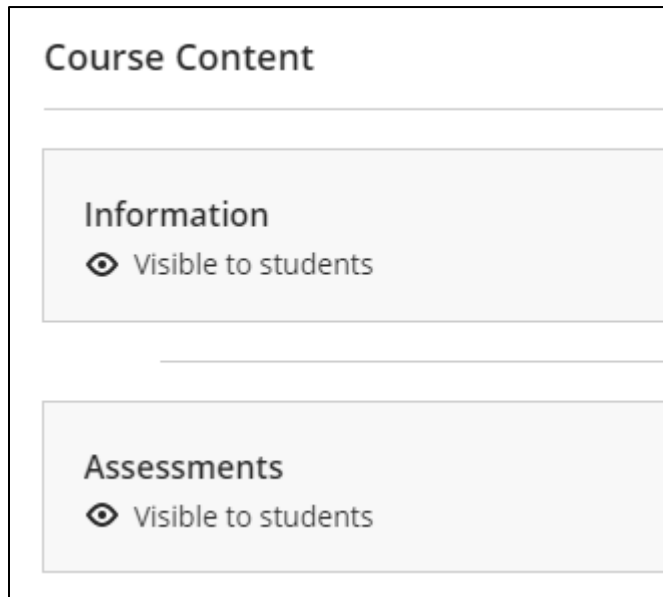 Course Content
Information
Visible to students
Assessments
Visible to students